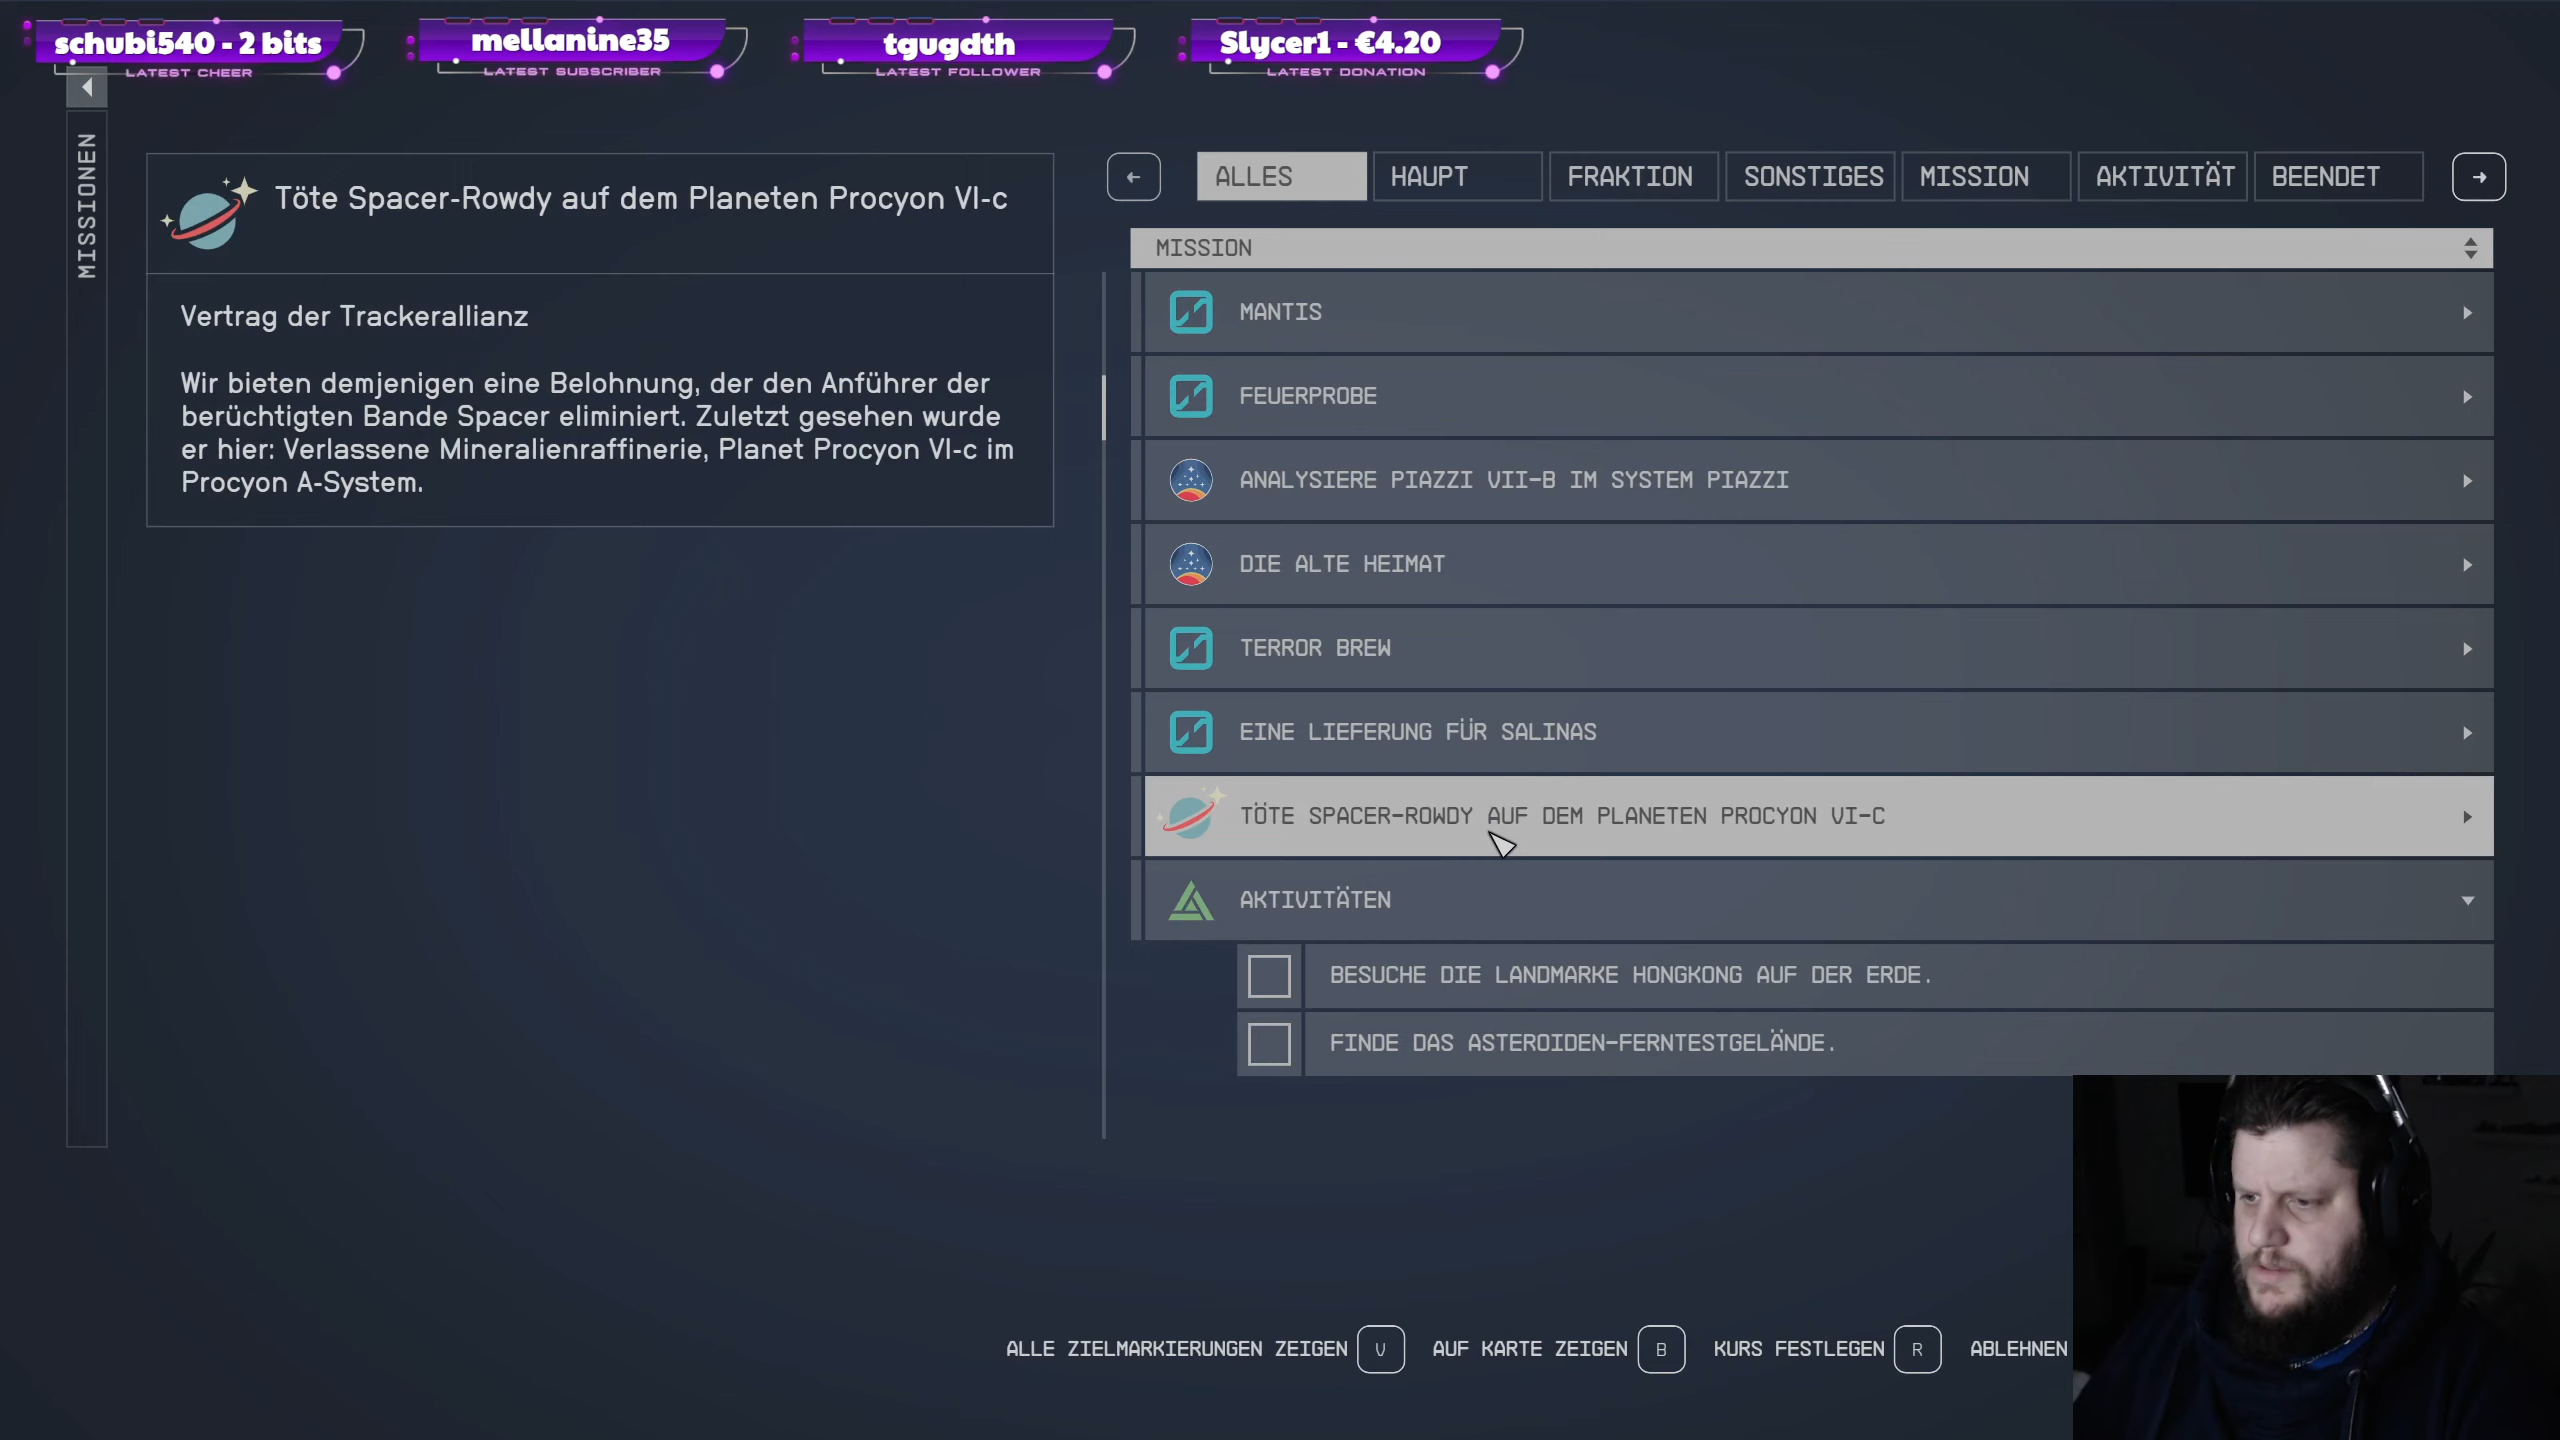 schubi540 - 2 bits
LATEST CHEER
mellanine35
LATEST SUBSCRIBER
tgugdth
LATEST FOLLOWER
Slycer1 - €4.20
LATEST DONATION
MISSIONEN
Töte Spacer-Rowdy auf dem Planeten Procyon VI-c
Vertrag der Trackerallianz
Wir bieten demjenigen eine Belohnung, der den Anführer der
berüchtigten Bande Spacer eliminiert. Zuletzt gesehen wurde
er hier: Verlassene Mineralienraffinerie, Planet Procyon VI-c im
Procyon A-System.
ALLES
HAUPT
FRAKTION
SONSTIGES
MISSION
AKTIVITÄT
BEENDET
MISSION
MANTIS
FEUERPROBE
ANALYSIERE PIAZZI VII-B IM SYSTEM PIAZZI
DIE ALTE HEIMAT
TERROR BREW
EINE LIEFERUNG FÜR SALINAS
TÖTE SPACER-ROWDY AUF DEM PLANETEN PROCYON VI-C
AKTIVITÄTEN
BESUCHE DIE LANDMARKE HONGKONG AUF DER ERDE.
FINDE DAS ASTEROIDEN-FERNTESTGELÄNDE.
ALLE ZIELMARKIERUNGEN ZEIGEN V
AUF KARTE ZEIGEN B
KURS FESTLEGEN R
ABLEHNEN